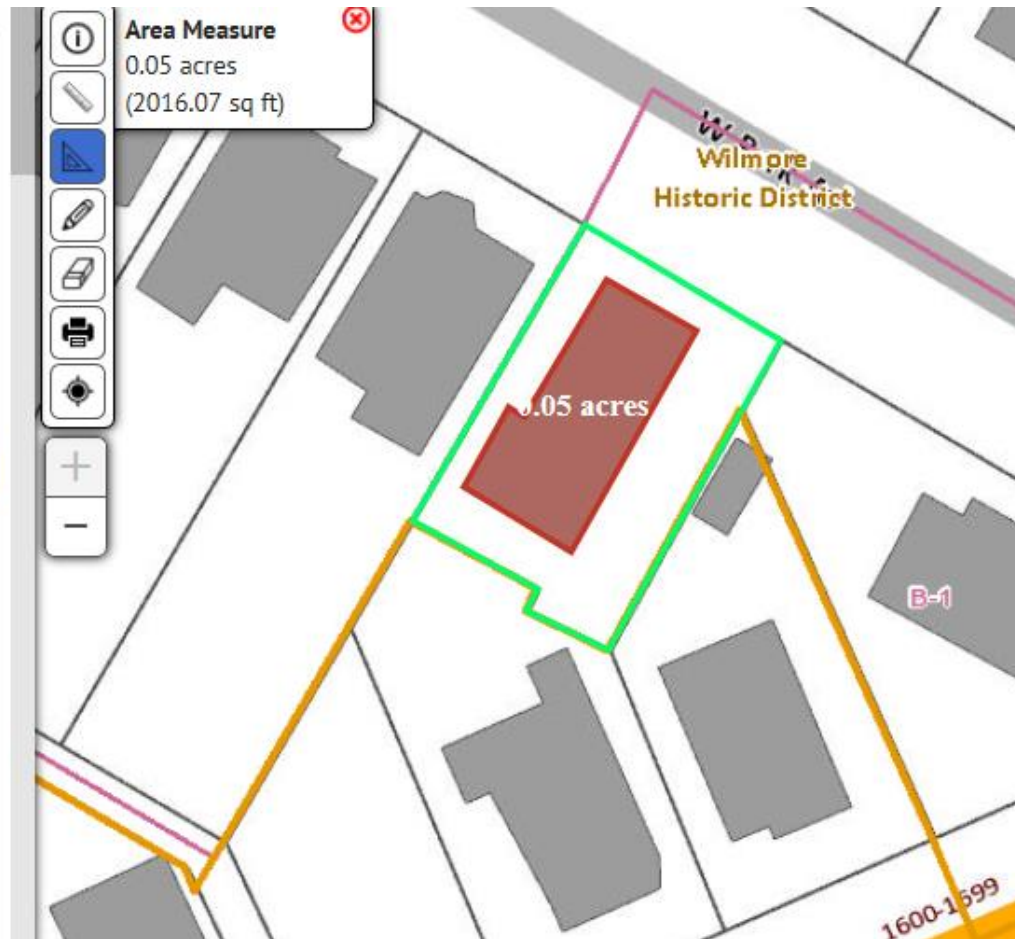 Area Measure
0.05 acres
(2016.07 sq ft)
Wilmore
Historic District
0.05 acres
B-1
1600-1699